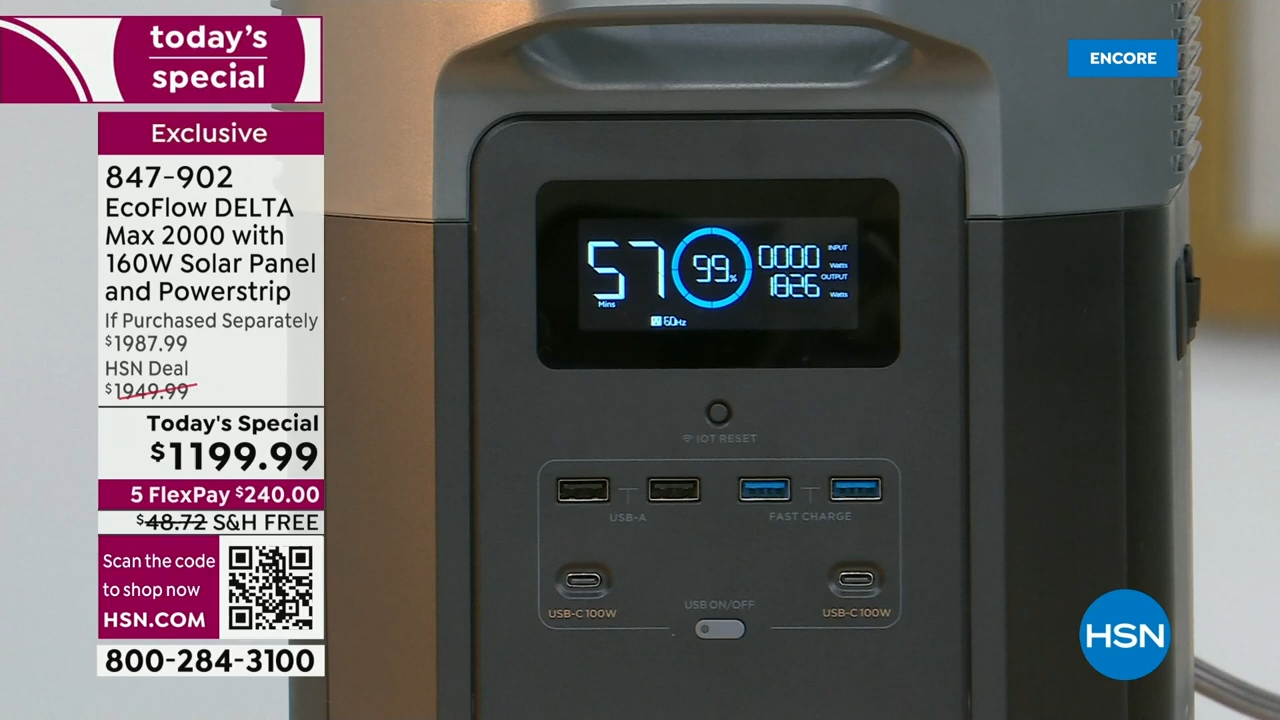 today's
special
Exclusive
847-902
EcoFlow DELTA
Max 2000 with
160W Solar Panel
and Powerstrip
If Purchased Separately
$1987.99
HSN Deal
$1949.99
Today's Special
$1199.99
5 FlexPay $240.00
$48.72 S&H FREE
Scan the code
to shop now
HSN.COM
800-284-3100
ENCORE
57 Mins
99%
0000 INPUT Watts
1826 OUTPUT Watts
60Hz
IOT RESET
USB-A
FAST CHARGE
USB-C 100W
USB-C 100W
USB ON/OFF
HSN